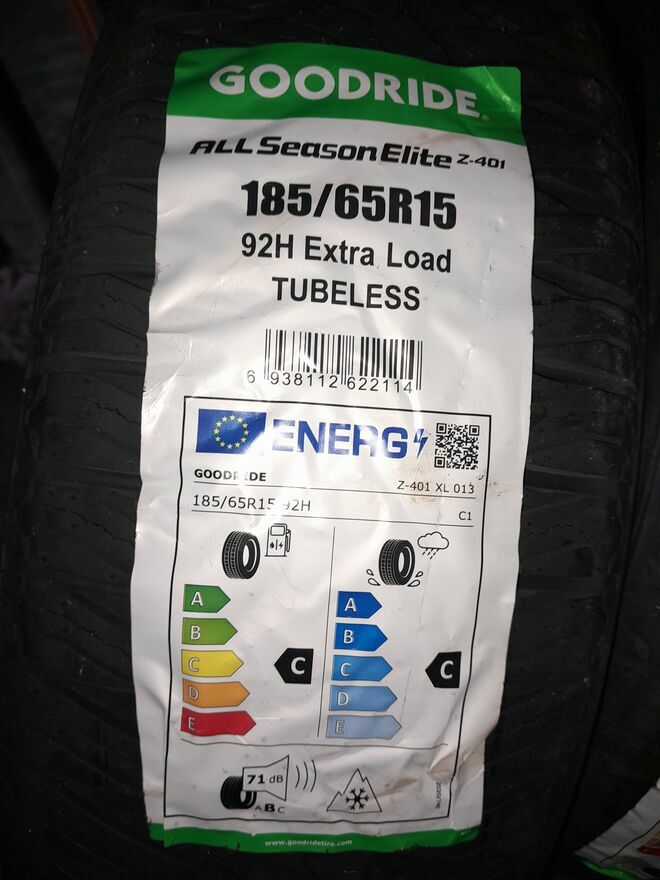 GOODRIDE®
ALL Season Elite Z-401
185/65R15
92H Extra Load
TUBELESS
6 938112 622114
ENERG
GOODRIDE
Z-401 XL 013
185/65R15 92H
C1
A
B
C
D
E
C
A
B
C
D
E
C
71 dB
ABC
www.goodridetire.com